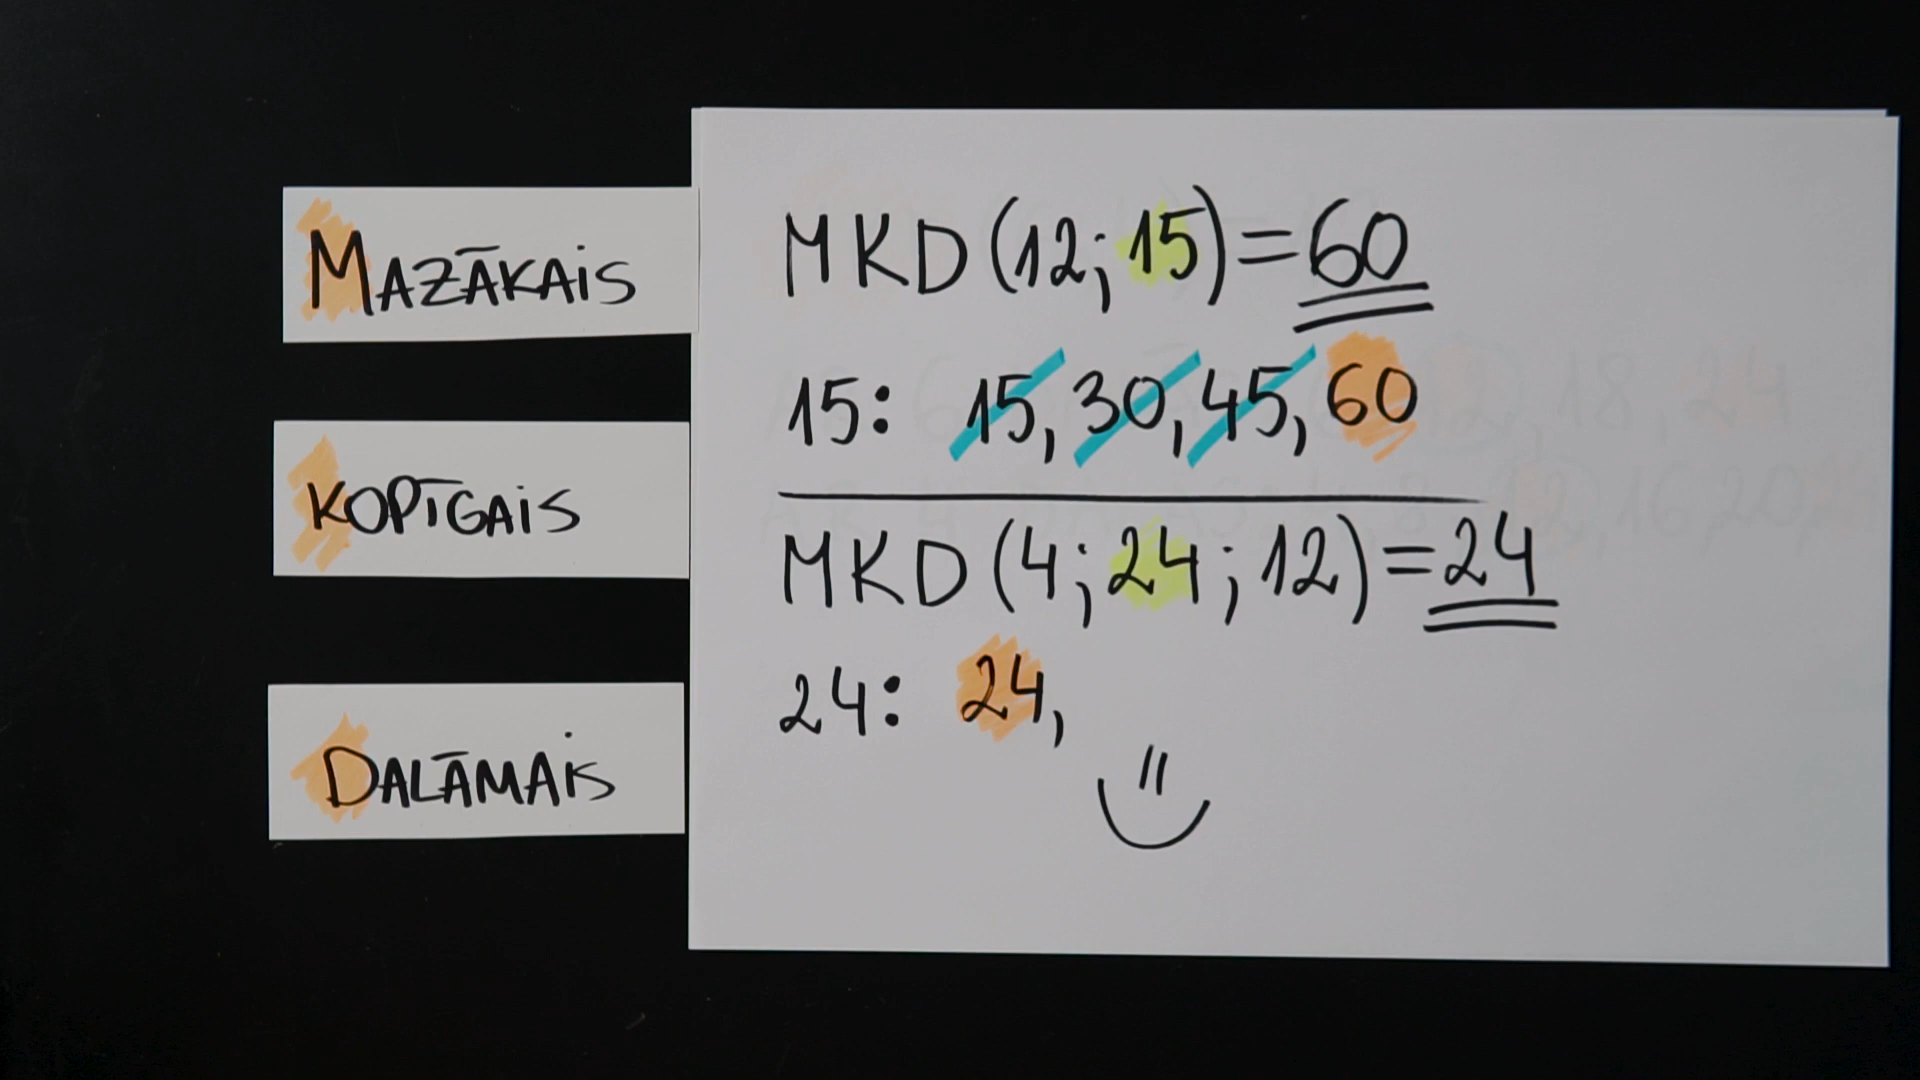 MAZĀKAIS
KOPĪGAIS
DALĀMAIS
MKD (12; 15) = 60
15: 15, 30, 45, 60
MKD (4; 24; 12) = 24
24: 24,